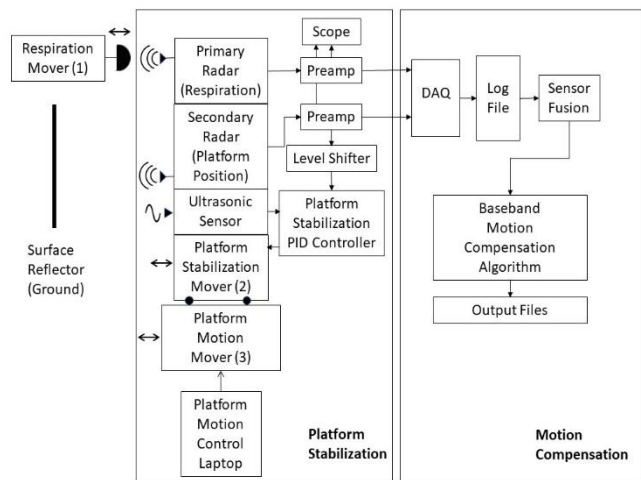 Respiration
Mover (1)
Surface
Reflector
(Ground)
Primary
Radar
(Respiration)
Secondary
Radar
(Platform
Position)
Ultrasonic
Sensor
Platform
Stabilization
Mover (2)
Platform
Motion
Mover (3)
Platform
Motion
Control
Laptop
Scope
Preamp
Preamp
Level Shifter
Platform
Stabilization
PID Controller
Platform
Stabilization
DAQ
Log
File
Sensor
Fusion
Baseband
Motion
Compensation
Algorithm
Output Files
Motion
Compensation